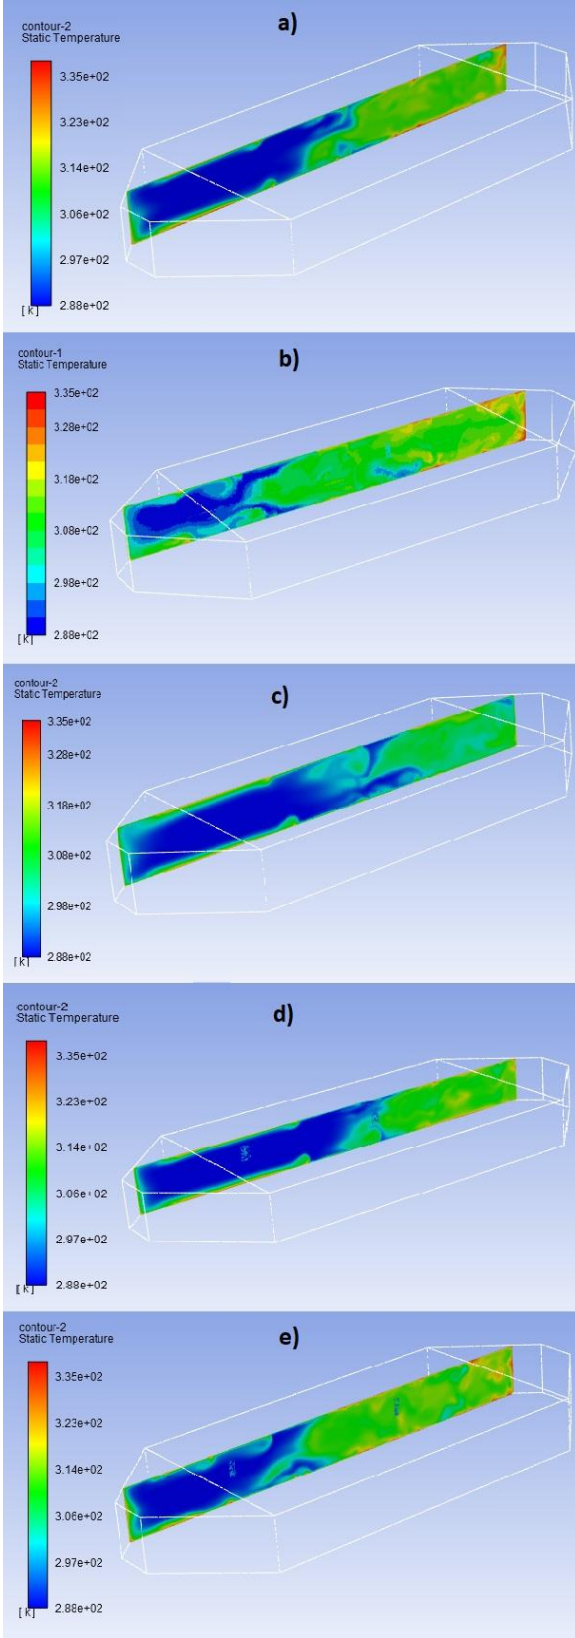 a)
contour-2
Static Temperature
3.35e+02
3.23e+02
3.14e+02
3.06e+02
2.97e+02
2.88e+02
[k]
b)
contour-1
Static Temperature
3.35e+02
3.28e+02
3.18e+02
3.08e+02
2.98e+02
2.88e+02
[k]
c)
contour-2
Static Temperature
3.35e+02
3.28e+02
3.18e+02
3.08e+02
2.98e+02
2.88e+02
[k]
d)
contour-2
Static Temperature
3.35e+02
3.23e+02
3.14e+02
3.06e+02
2.97e+02
2.88e+02
[k]
e)
contour-2
Static Temperature
3.35e+02
3.23e+02
3.14e+02
3.06e+02
2.97e+02
2.88e+02
[k]